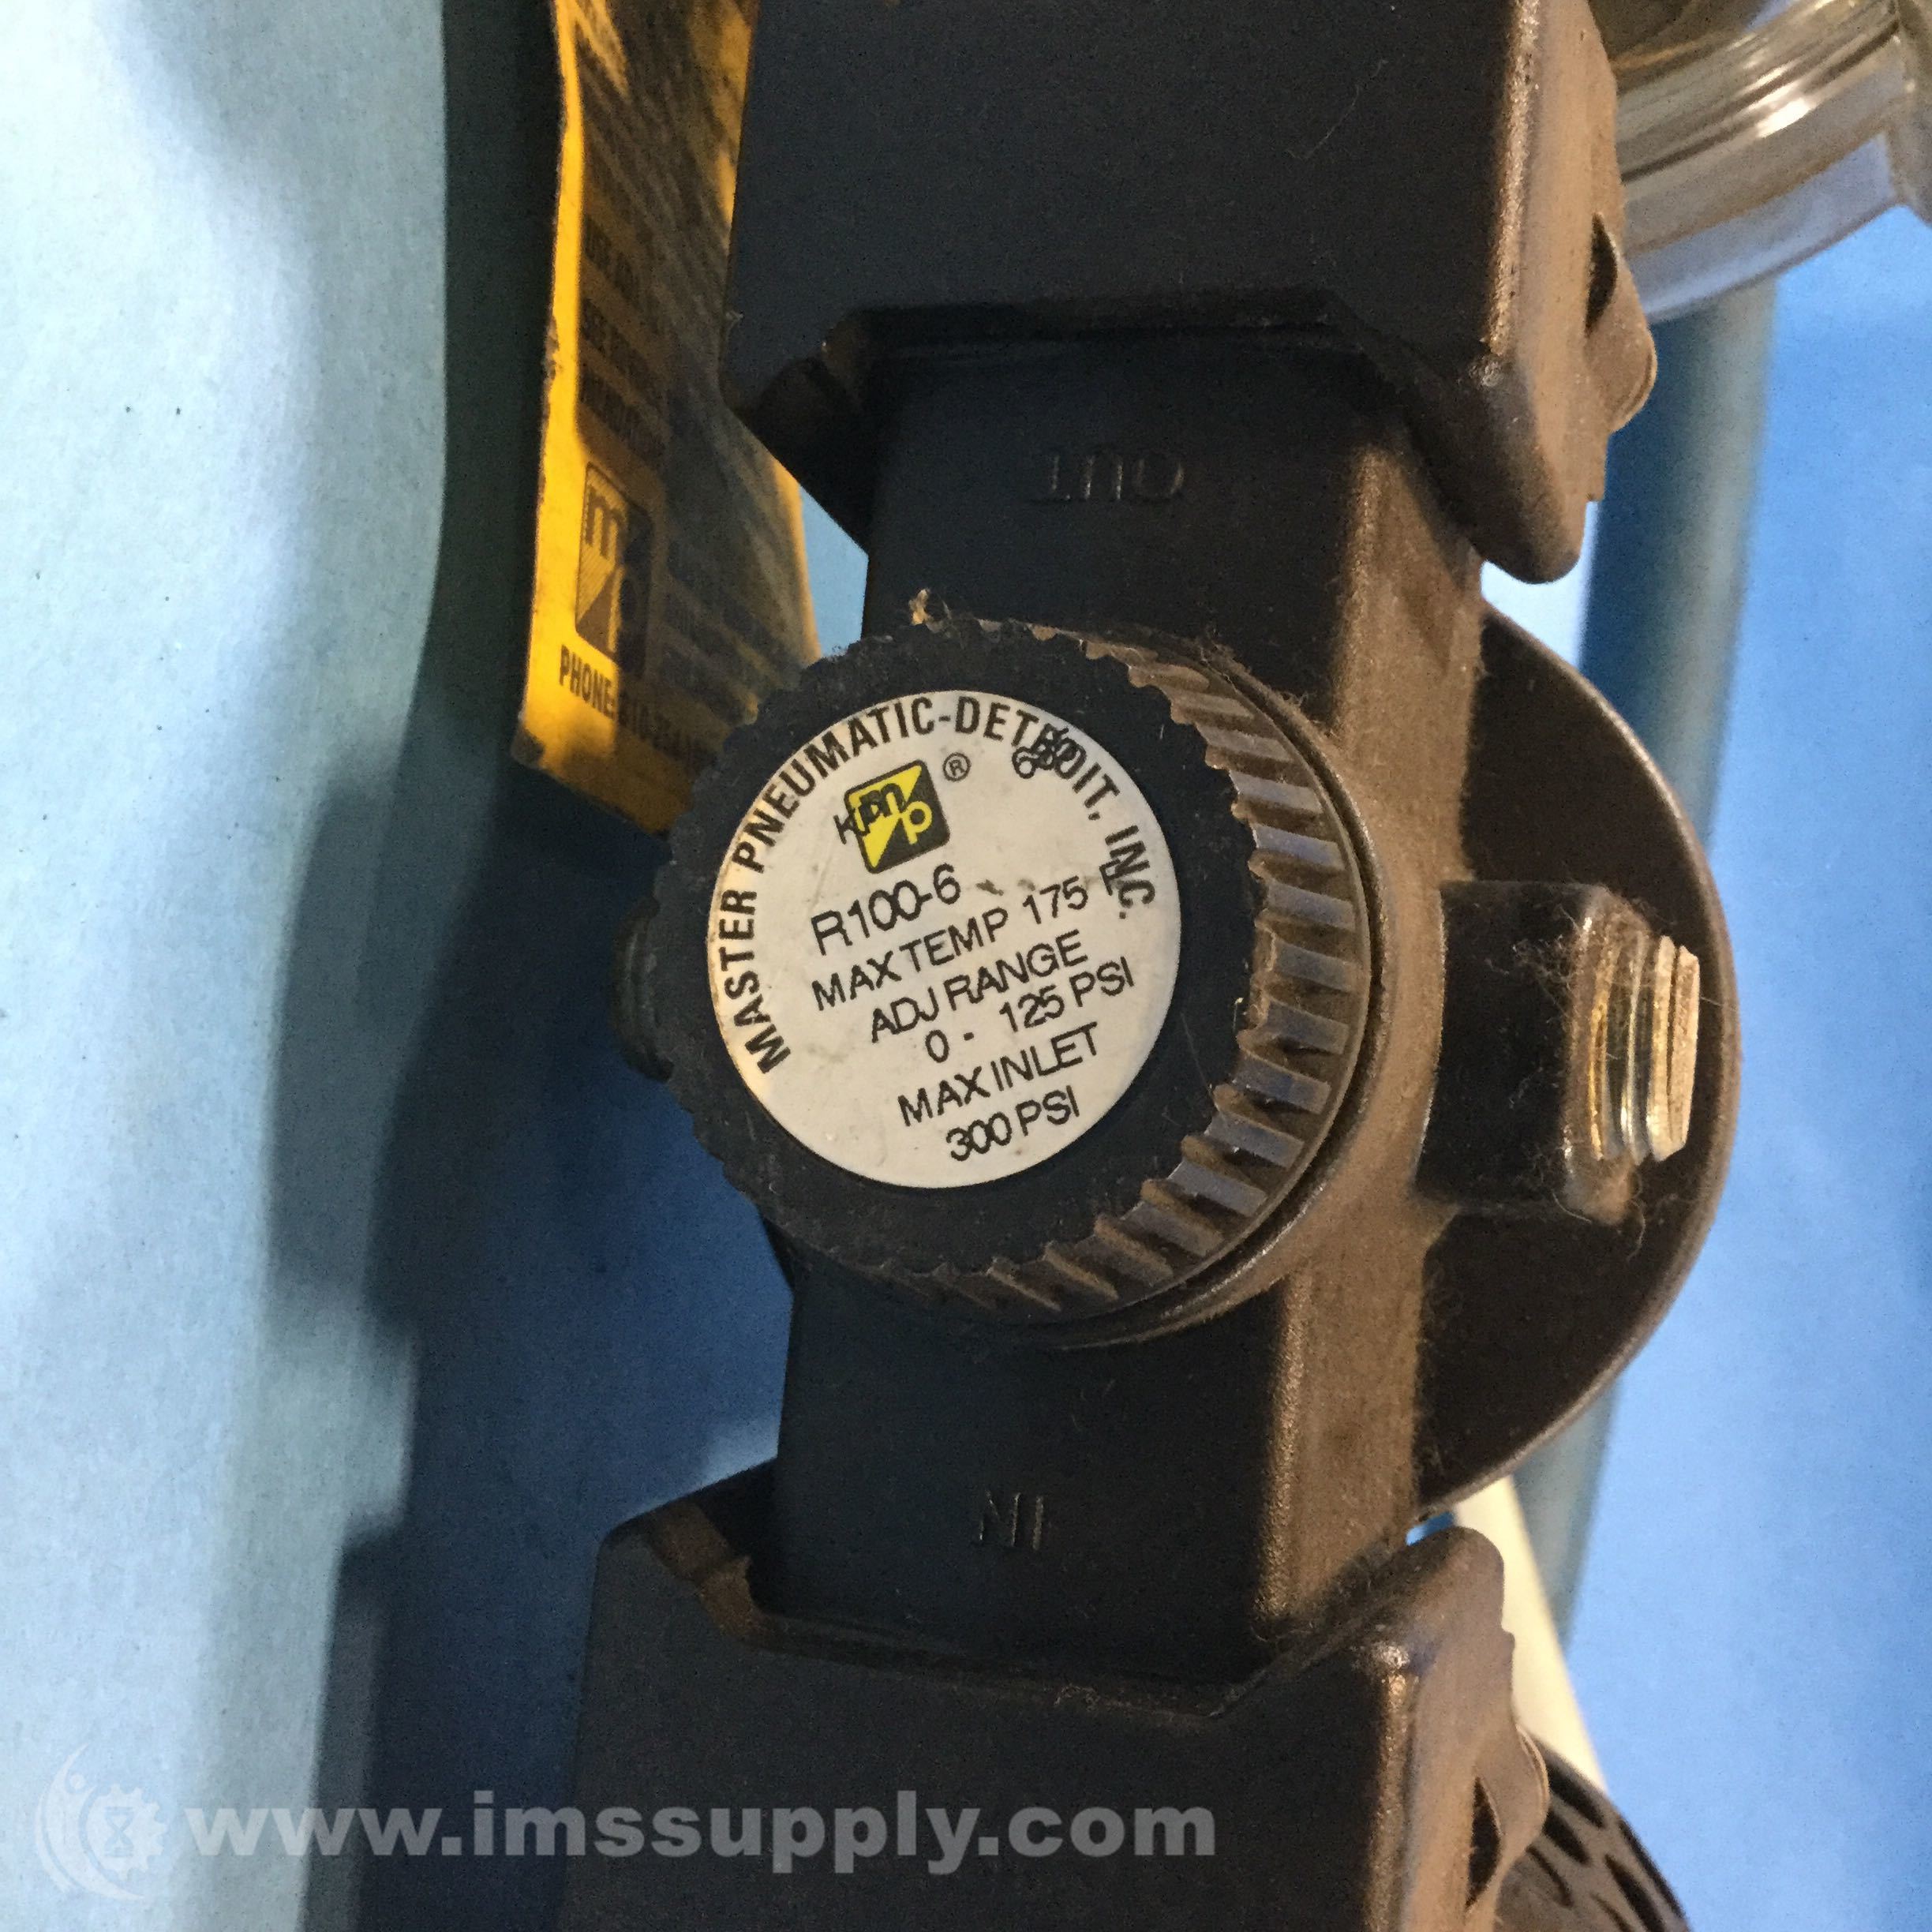 OUT
MASTER PNEUMATIC-DETROIT, INC.
®
m/p
R100-6
MAX TEMP 175 F
ADJ RANGE
0 - 125 PSI
MAX INLET
300 PSI
IN
PHONE:
www.imssupply.com